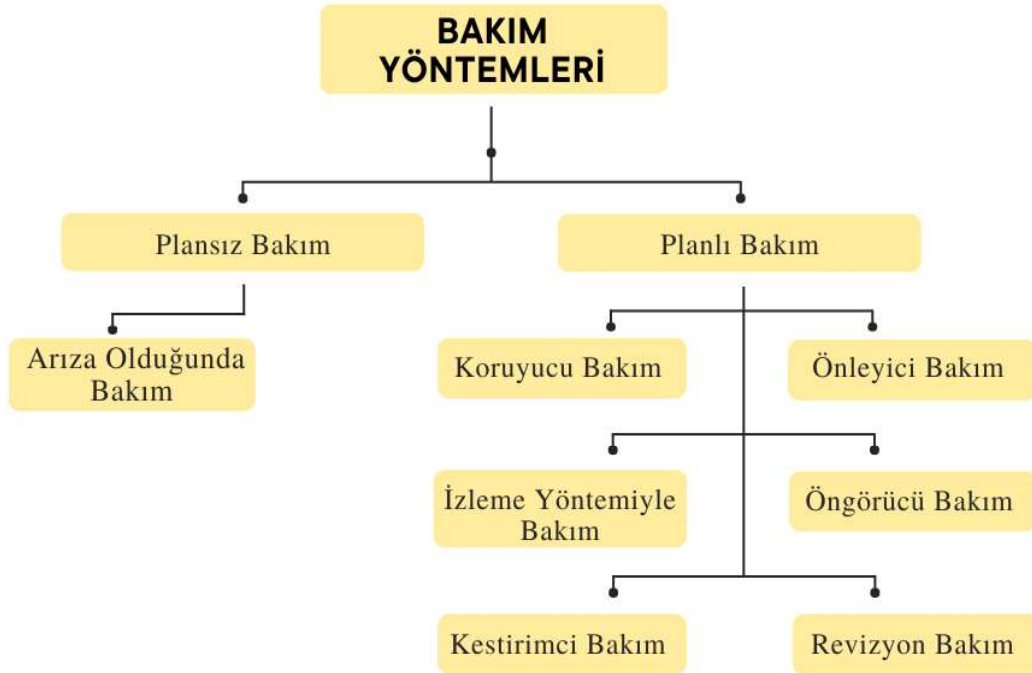 BAKIM
YÖNTEMLERİ
Plansız Bakım
Planlı Bakım
Arıza Olduğunda
Bakım
Koruyucu Bakım
Önleyici Bakım
İzleme Yöntemiyle
Bakım
Öngörücü Bakım
Kestirimci Bakım
Revizyon Bakım